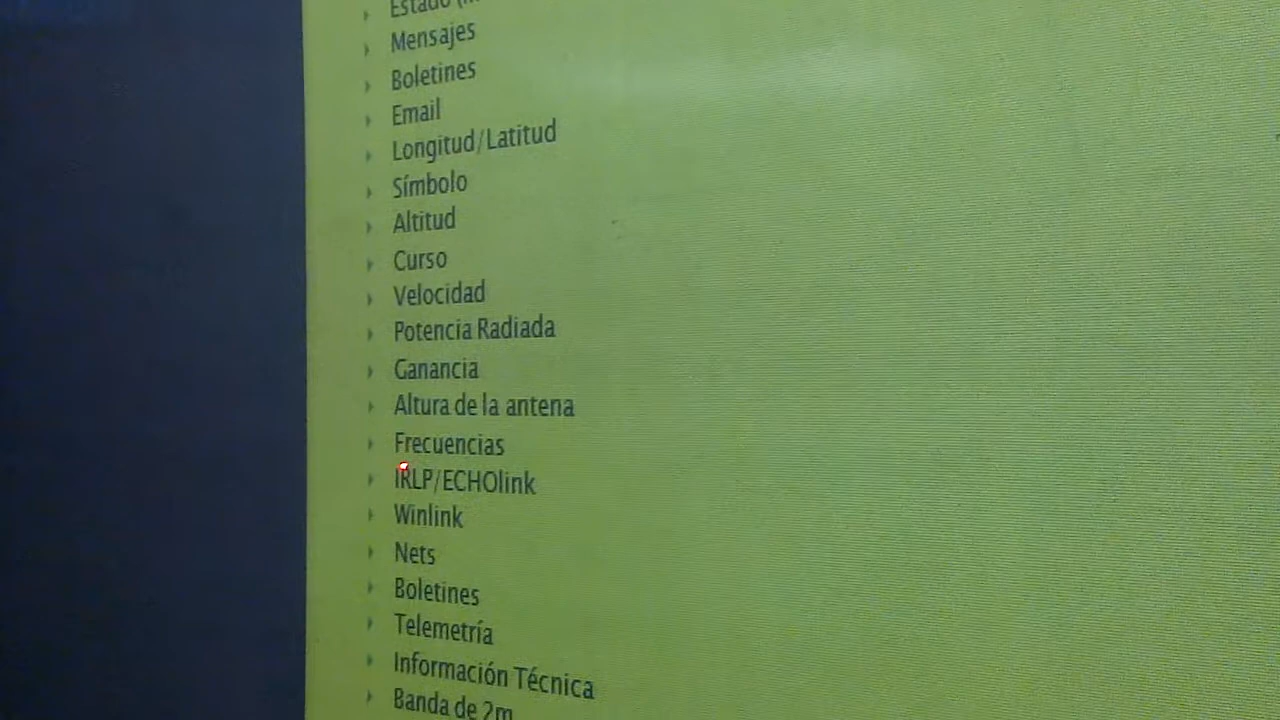 Estado
Mensajes
Boletines
Email
Longitud/Latitud
Símbolo
Altitud
Curso
Velocidad
Potencia Radiada
Ganancia
Altura de la antena
Frecuencias
IRLP/ECHOlink
Winlink
Nets
Boletines
Telemetría
Información Técnica
Banda de 2m